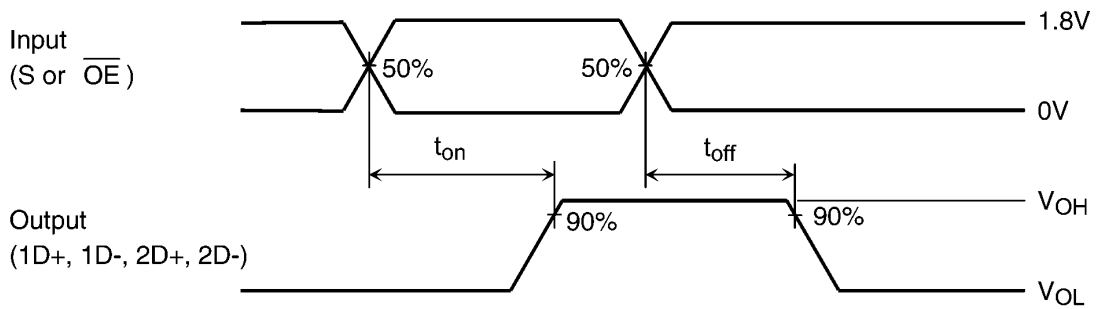 Input
(S or OE)
1.8V
50%
50%
0V
ton
toff
Output
(1D+, 1D-, 2D+, 2D-)
90%
90%
VOH
VOL